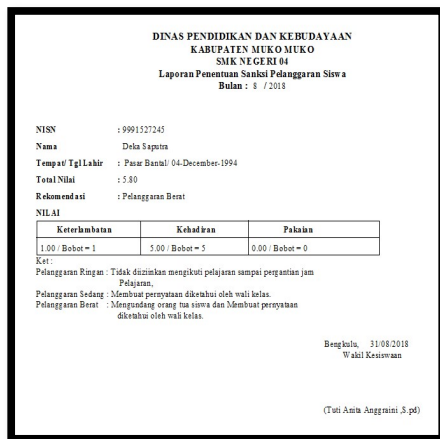 DINAS PENDIDIKAN DAN KEBUDAYAAN
KABUPATEN MUKO MUKO
SMK NEGERI 04
Laporan Penentuan Sanksi Pelanggaran Siswa
Bulan : 8 / 2018
NISN : 9991527245
Nama Deka Saputra
Tempat/ Tgl Lahir : Pasar Bantal/ 04-December-1994
Total Nilai : 5.80
Rekomendasi : Pelanggaran Berat
NILAI
Keterlambatan Kehadiran Pakaian
1.00 / Bobot = 1 5.00 / Bobot = 5 0.00 / Bobot = 0
Ket :
Pelanggaran Ringan : Tidak diizinkan mengikuti pelajaran sampai pergantian jam
Pelajaran,
Pelanggaran Sedang : Membuat pernyataan diketahui oleh wali kelas.
Pelanggaran Berat : Mengundang orang tua siswa dan Membuat pernyataan
diketahui oleh wali kelas.
Bengkulu, 31/08/2018
Wakil Kesiswaan
(Tuti Anita Anggraini ,S.pd)